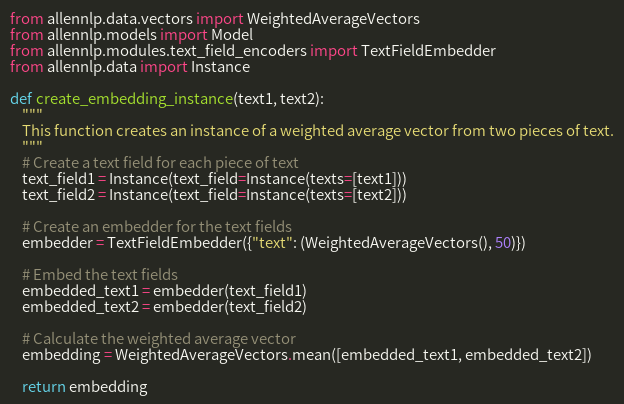 from allennlp.data.vectors import WeightedAverageVectors
from allennlp.models import Model
from allennlp.modules.text_field_encoders import TextFieldEmbedder
from allennlp.data import Instance

def create_embedding_instance(text1, text2):
    """
    This function creates an instance of a weighted average vector from two pieces of text.
    """
    # Create a text field for each piece of text
    text_field1 = Instance(text_field=Instance(texts=[text1]))
    text_field2 = Instance(text_field=Instance(texts=[text2]))

    # Create an embedder for the text fields
    embedder = TextFieldEmbedder({"text": (WeightedAverageVectors(), 50)})

    # Embed the text fields
    embedded_text1 = embedder(text_field1)
    embedded_text2 = embedder(text_field2)

    # Calculate the weighted average vector
    embedding = WeightedAverageVectors.mean([embedded_text1, embedded_text2])

    return embedding